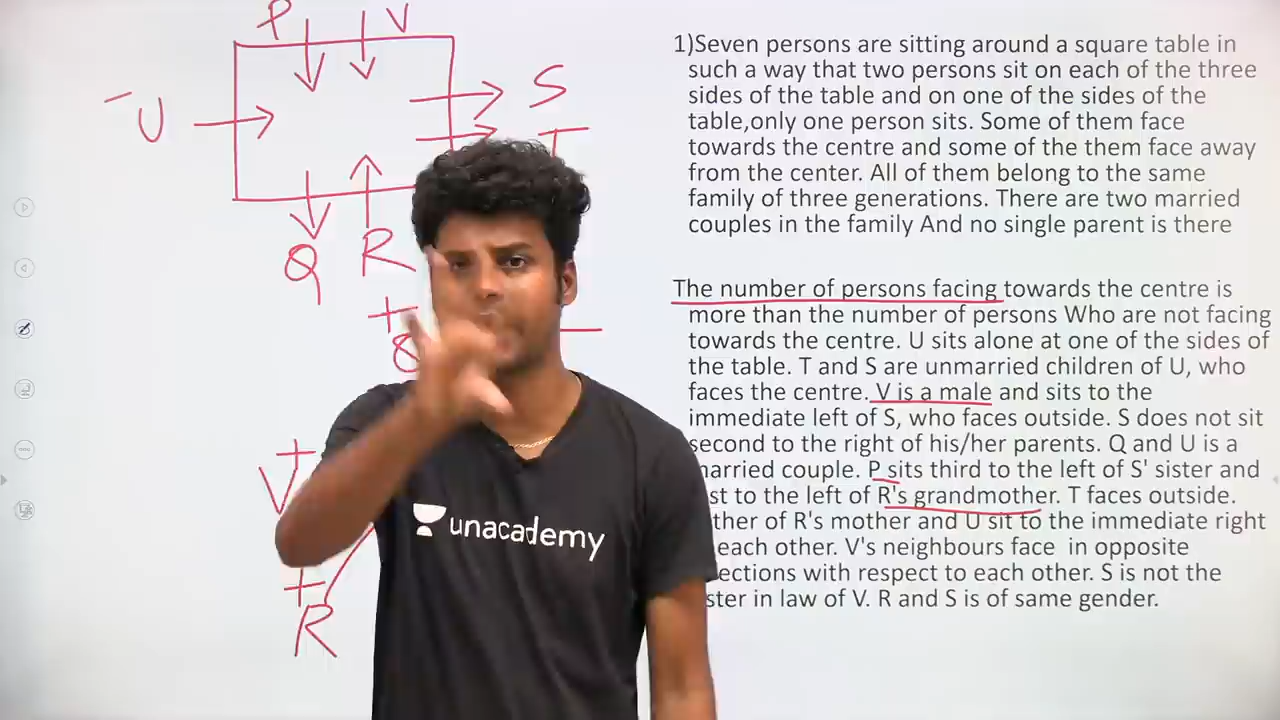 P V
- U
S
T
Q R
+
8
V +
+
R
1)Seven persons are sitting around a square table in
such a way that two persons sit on each of the three
sides of the table and on one of the sides of the
table,only one person sits. Some of them face
towards the centre and some of the them face away
from the center. All of them belong to the same
family of three generations. There are two married
couples in the family And no single parent is there
The number of persons facing towards the centre is
more than the number of persons Who are not facing
towards the centre. U sits alone at one of the sides of
the table. T and S are unmarried children of U, who
faces the centre. V is a male and sits to the
immediate left of S, who faces outside. S does not sit
second to the right of his/her parents. Q and U is a
married couple. P sits third to the left of S' sister and
to the left of R's grandmother. T faces outside.
of R's mother and U sit to the immediate right
each other. V's neighbours face in opposite
with respect to each other. S is not the
in law of V. R and S is of same gender.
unacademy